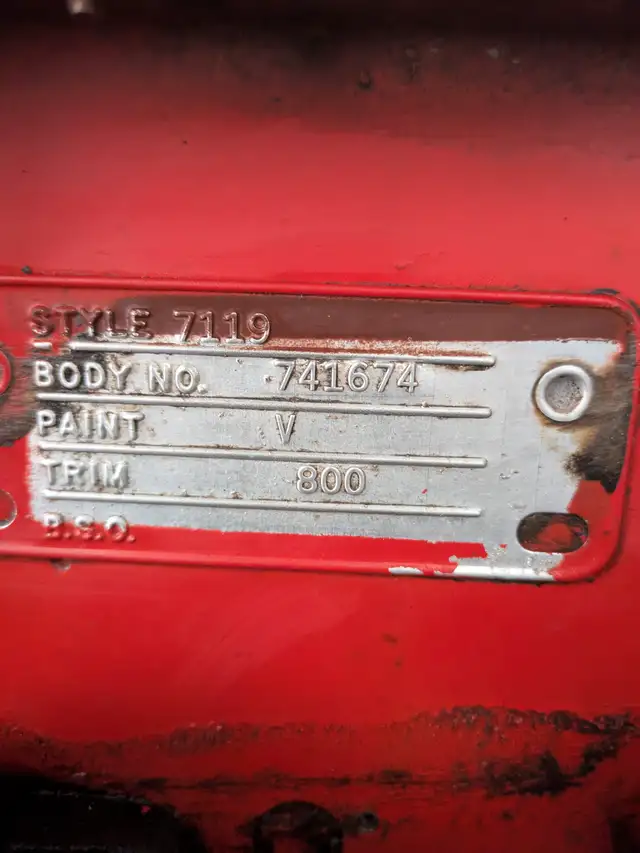 STYLE 7119
BODY NO. 741674
PAINT V
TRIM 800
B.S.O.